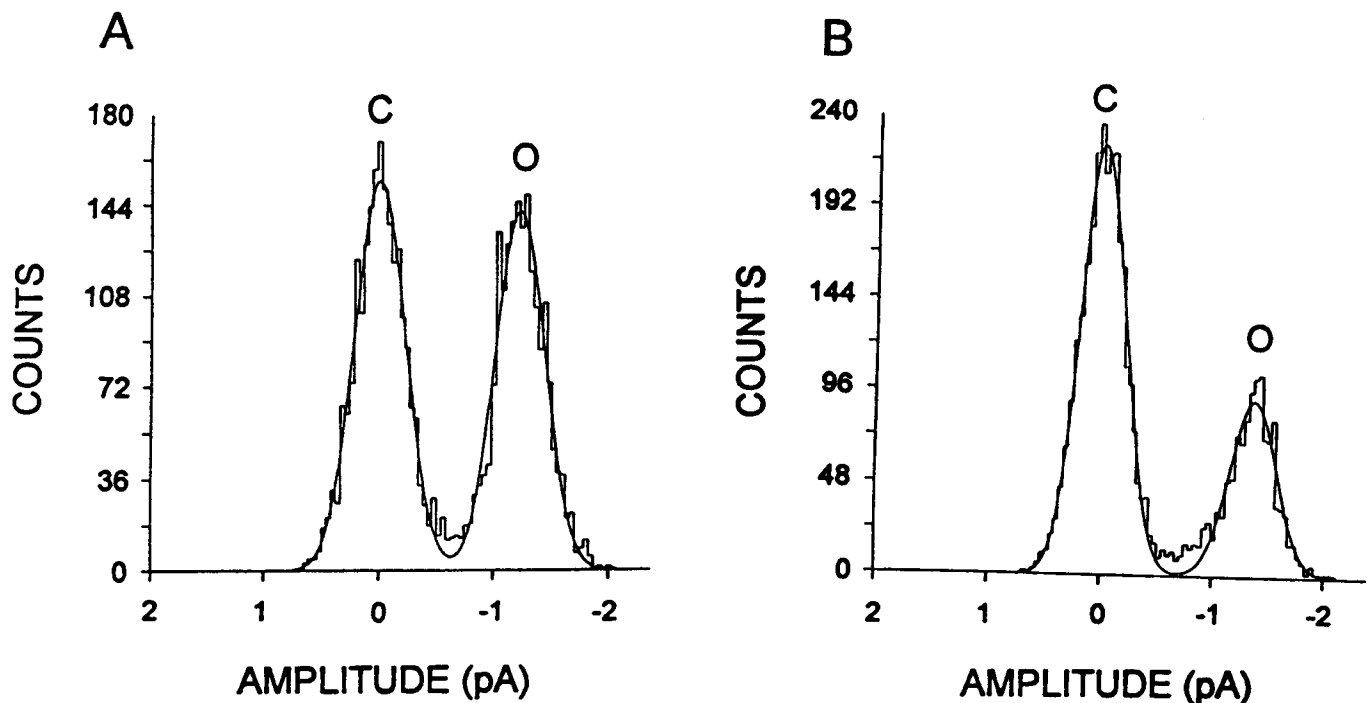 A
C
O
180
144
108
72
36
0
COUNTS
2 1 0 -1 -2
AMPLITUDE (pA)
B
C
O
240
192
144
96
48
0
COUNTS
2 1 0 -1 -2
AMPLITUDE (pA)